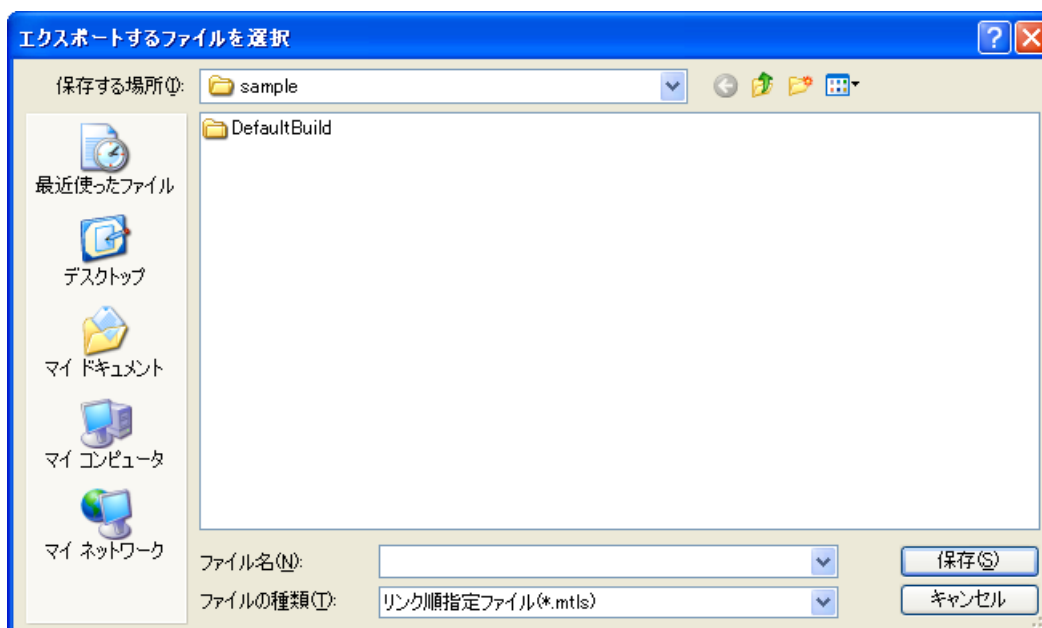 エクスポートするファイルを選択
保存する場所(I):
sample
DefaultBuild
最近使ったファイル
デスクトップ
マイ ドキュメント
マイ コンピュータ
マイ ネットワーク
ファイル名(N):
保存(S)
ファイルの種類(T):
リンク順指定ファイル(*.mtls)
キャンセル